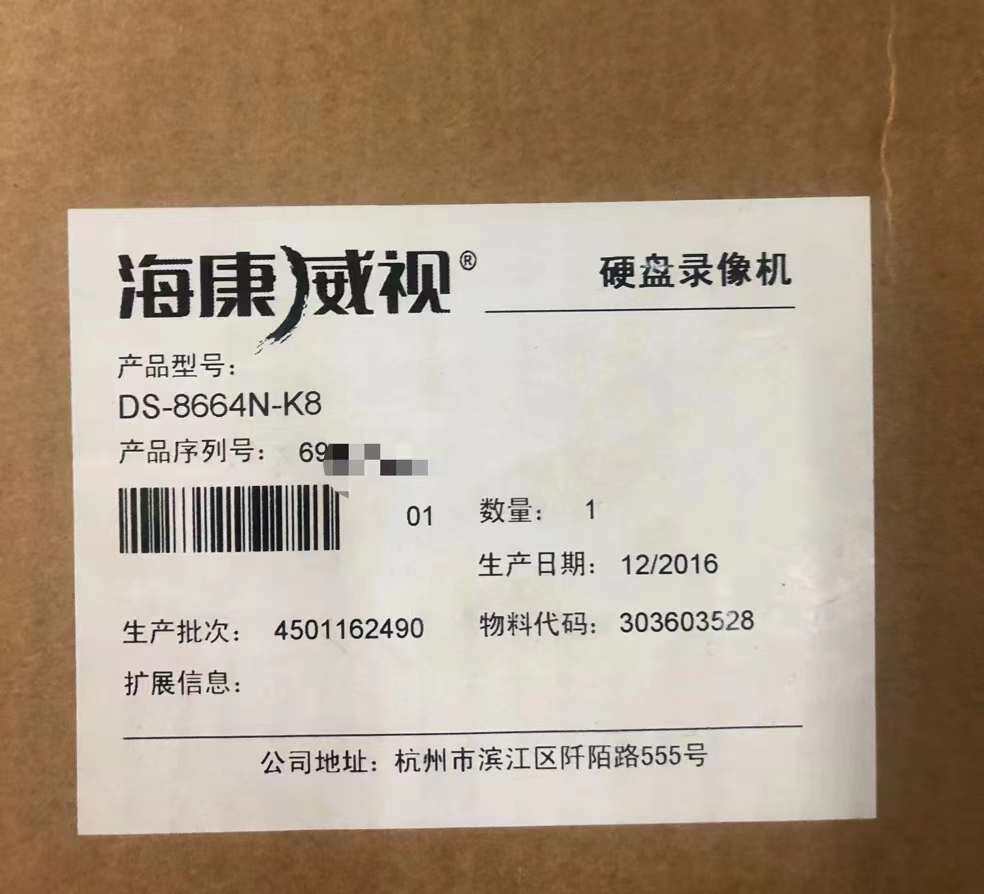 海康威视®
硬盘录像机
产品型号：
DS-8664N-K8
产品序列号： 69
01
数量： 1
生产日期： 12/2016
生产批次： 4501162490
物料代码： 303603528
扩展信息：
公司地址：杭州市滨江区阡陌路555号